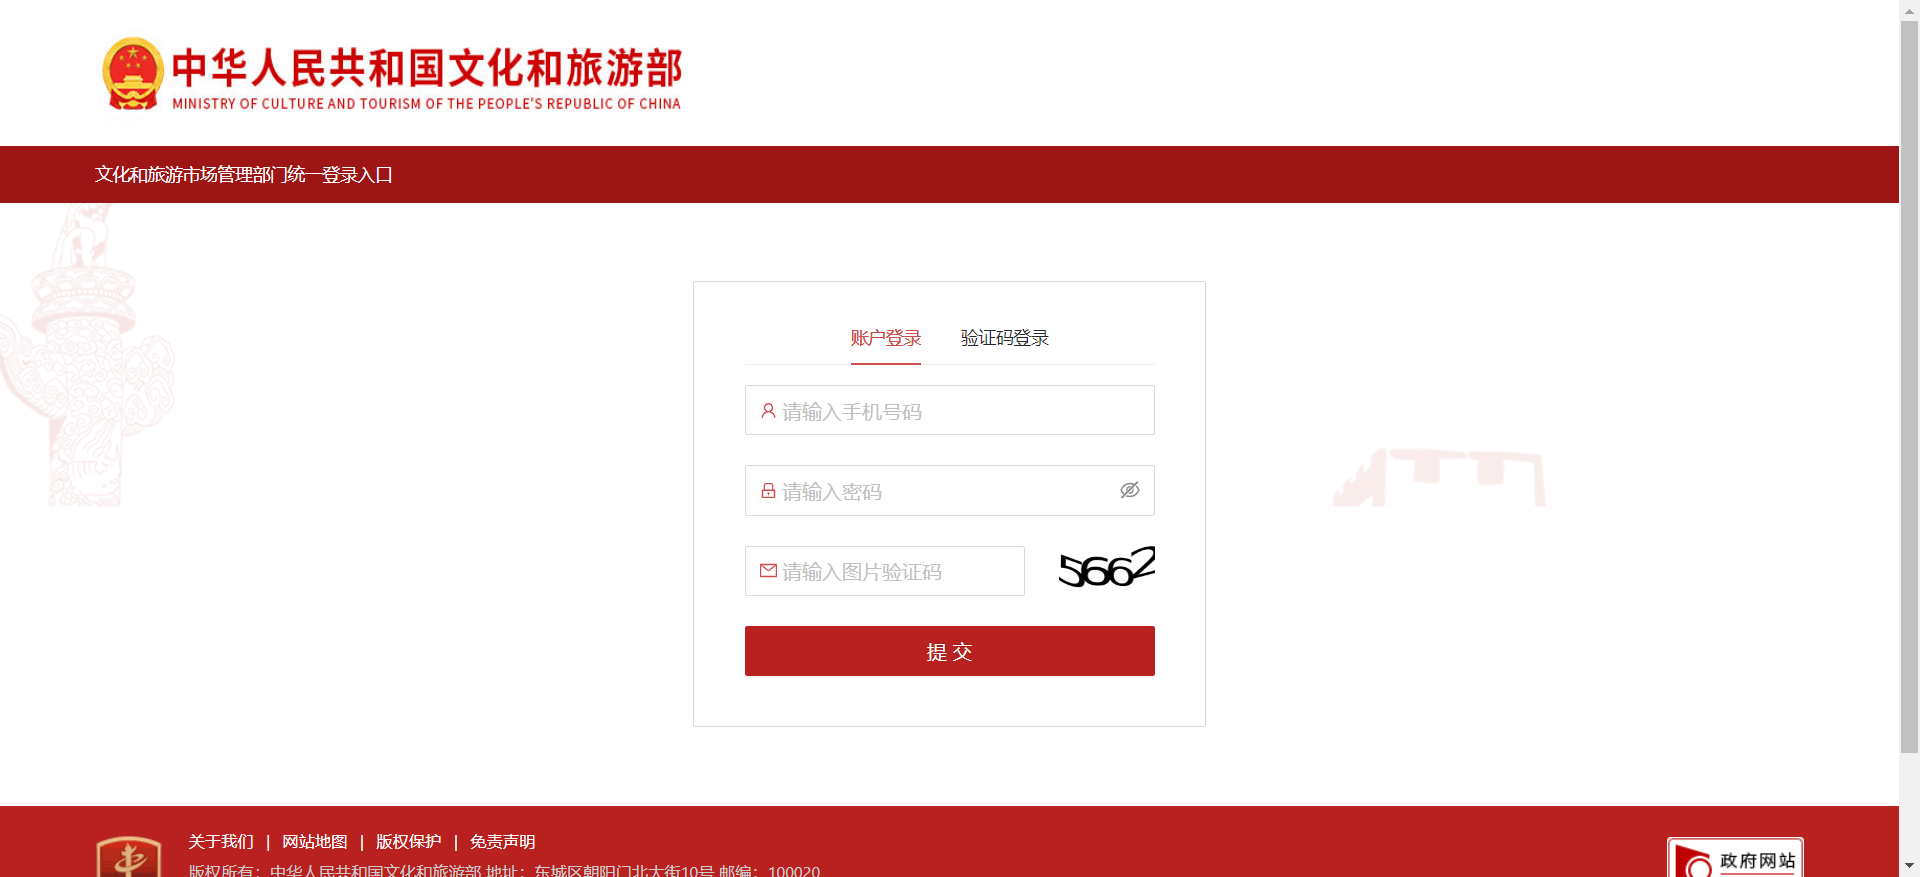 中华人民共和国文化和旅游部
MINISTRY OF CULTURE AND TOURISM OF THE PEOPLE'S REPUBLIC OF CHINA
文化和旅游市场管理部门统一登录入口
账户登录 验证码登录
请输入手机号码
请输入密码
请输入图片验证码 5662
提 交
关于我们 | 网站地图 | 版权保护 | 免责声明
版权所有：中华人民共和国文化和旅游部 地址：东城区朝阳门北大街10号 邮编：100020
政府网站